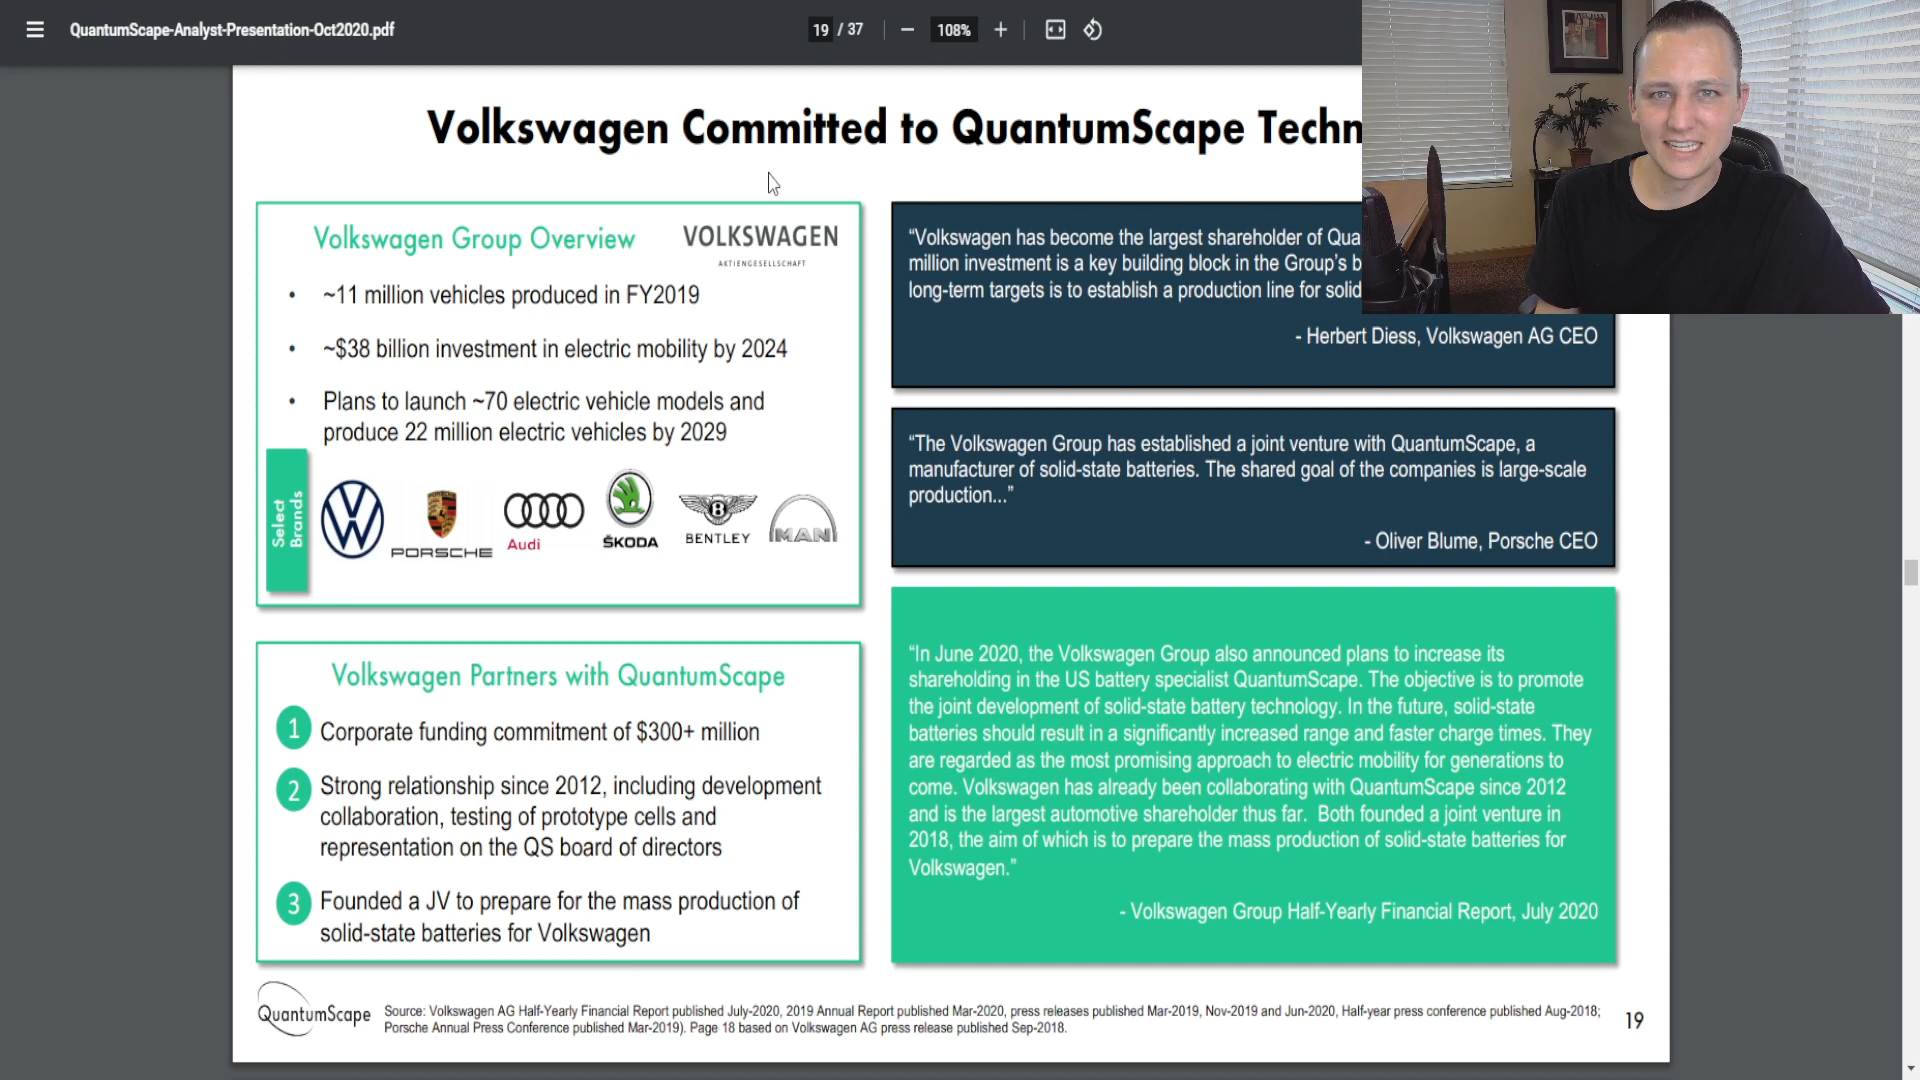 QuantumScape-Analyst-Presentation-Oct2020.pdf
19 / 37
108%
Volkswagen Committed to QuantumScape Techn
Volkswagen Group Overview
VOLKSWAGEN
AKTIENGESELLSCHAFT
• ~11 million vehicles produced in FY2019
• ~$38 billion investment in electric mobility by 2024
• Plans to launch ~70 electric vehicle models and
produce 22 million electric vehicles by 2029
Select
Brands
PORSCHE
Audi
ŠKODA
B
BENTLEY
MAN
Volkswagen Partners with QuantumScape
1 Corporate funding commitment of $300+ million
2 Strong relationship since 2012, including development
collaboration, testing of prototype cells and
representation on the QS board of directors
3 Founded a JV to prepare for the mass production of
solid-state batteries for Volkswagen
“Volkswagen has become the largest shareholder of Qua
million investment is a key building block in the Group’s b
long-term targets is to establish a production line for solid
- Herbert Diess, Volkswagen AG CEO
“The Volkswagen Group has established a joint venture with QuantumScape, a
manufacturer of solid-state batteries. The shared goal of the companies is large-scale
production...”
- Oliver Blume, Porsche CEO
“In June 2020, the Volkswagen Group also announced plans to increase its
shareholding in the US battery specialist QuantumScape. The objective is to promote
the joint development of solid-state battery technology. In the future, solid-state
batteries should result in a significantly increased range and faster charge times. They
are regarded as the most promising approach to electric mobility for generations to
come. Volkswagen has already been collaborating with QuantumScape since 2012
and is the largest automotive shareholder thus far. Both founded a joint venture in
2018, the aim of which is to prepare the mass production of solid-state batteries for
Volkswagen.”
- Volkswagen Group Half-Yearly Financial Report, July 2020
QuantumScape
Source: Volkswagen AG Half-Yearly Financial Report published July-2020, 2019 Annual Report published Mar-2020, press releases published Mar-2019, Nov-2019 and Jun-2020, Half-year press conference published Aug-2018;
Porsche Annual Press Conference published Mar-2019). Page 18 based on Volkswagen AG press release published Sep-2018.
19